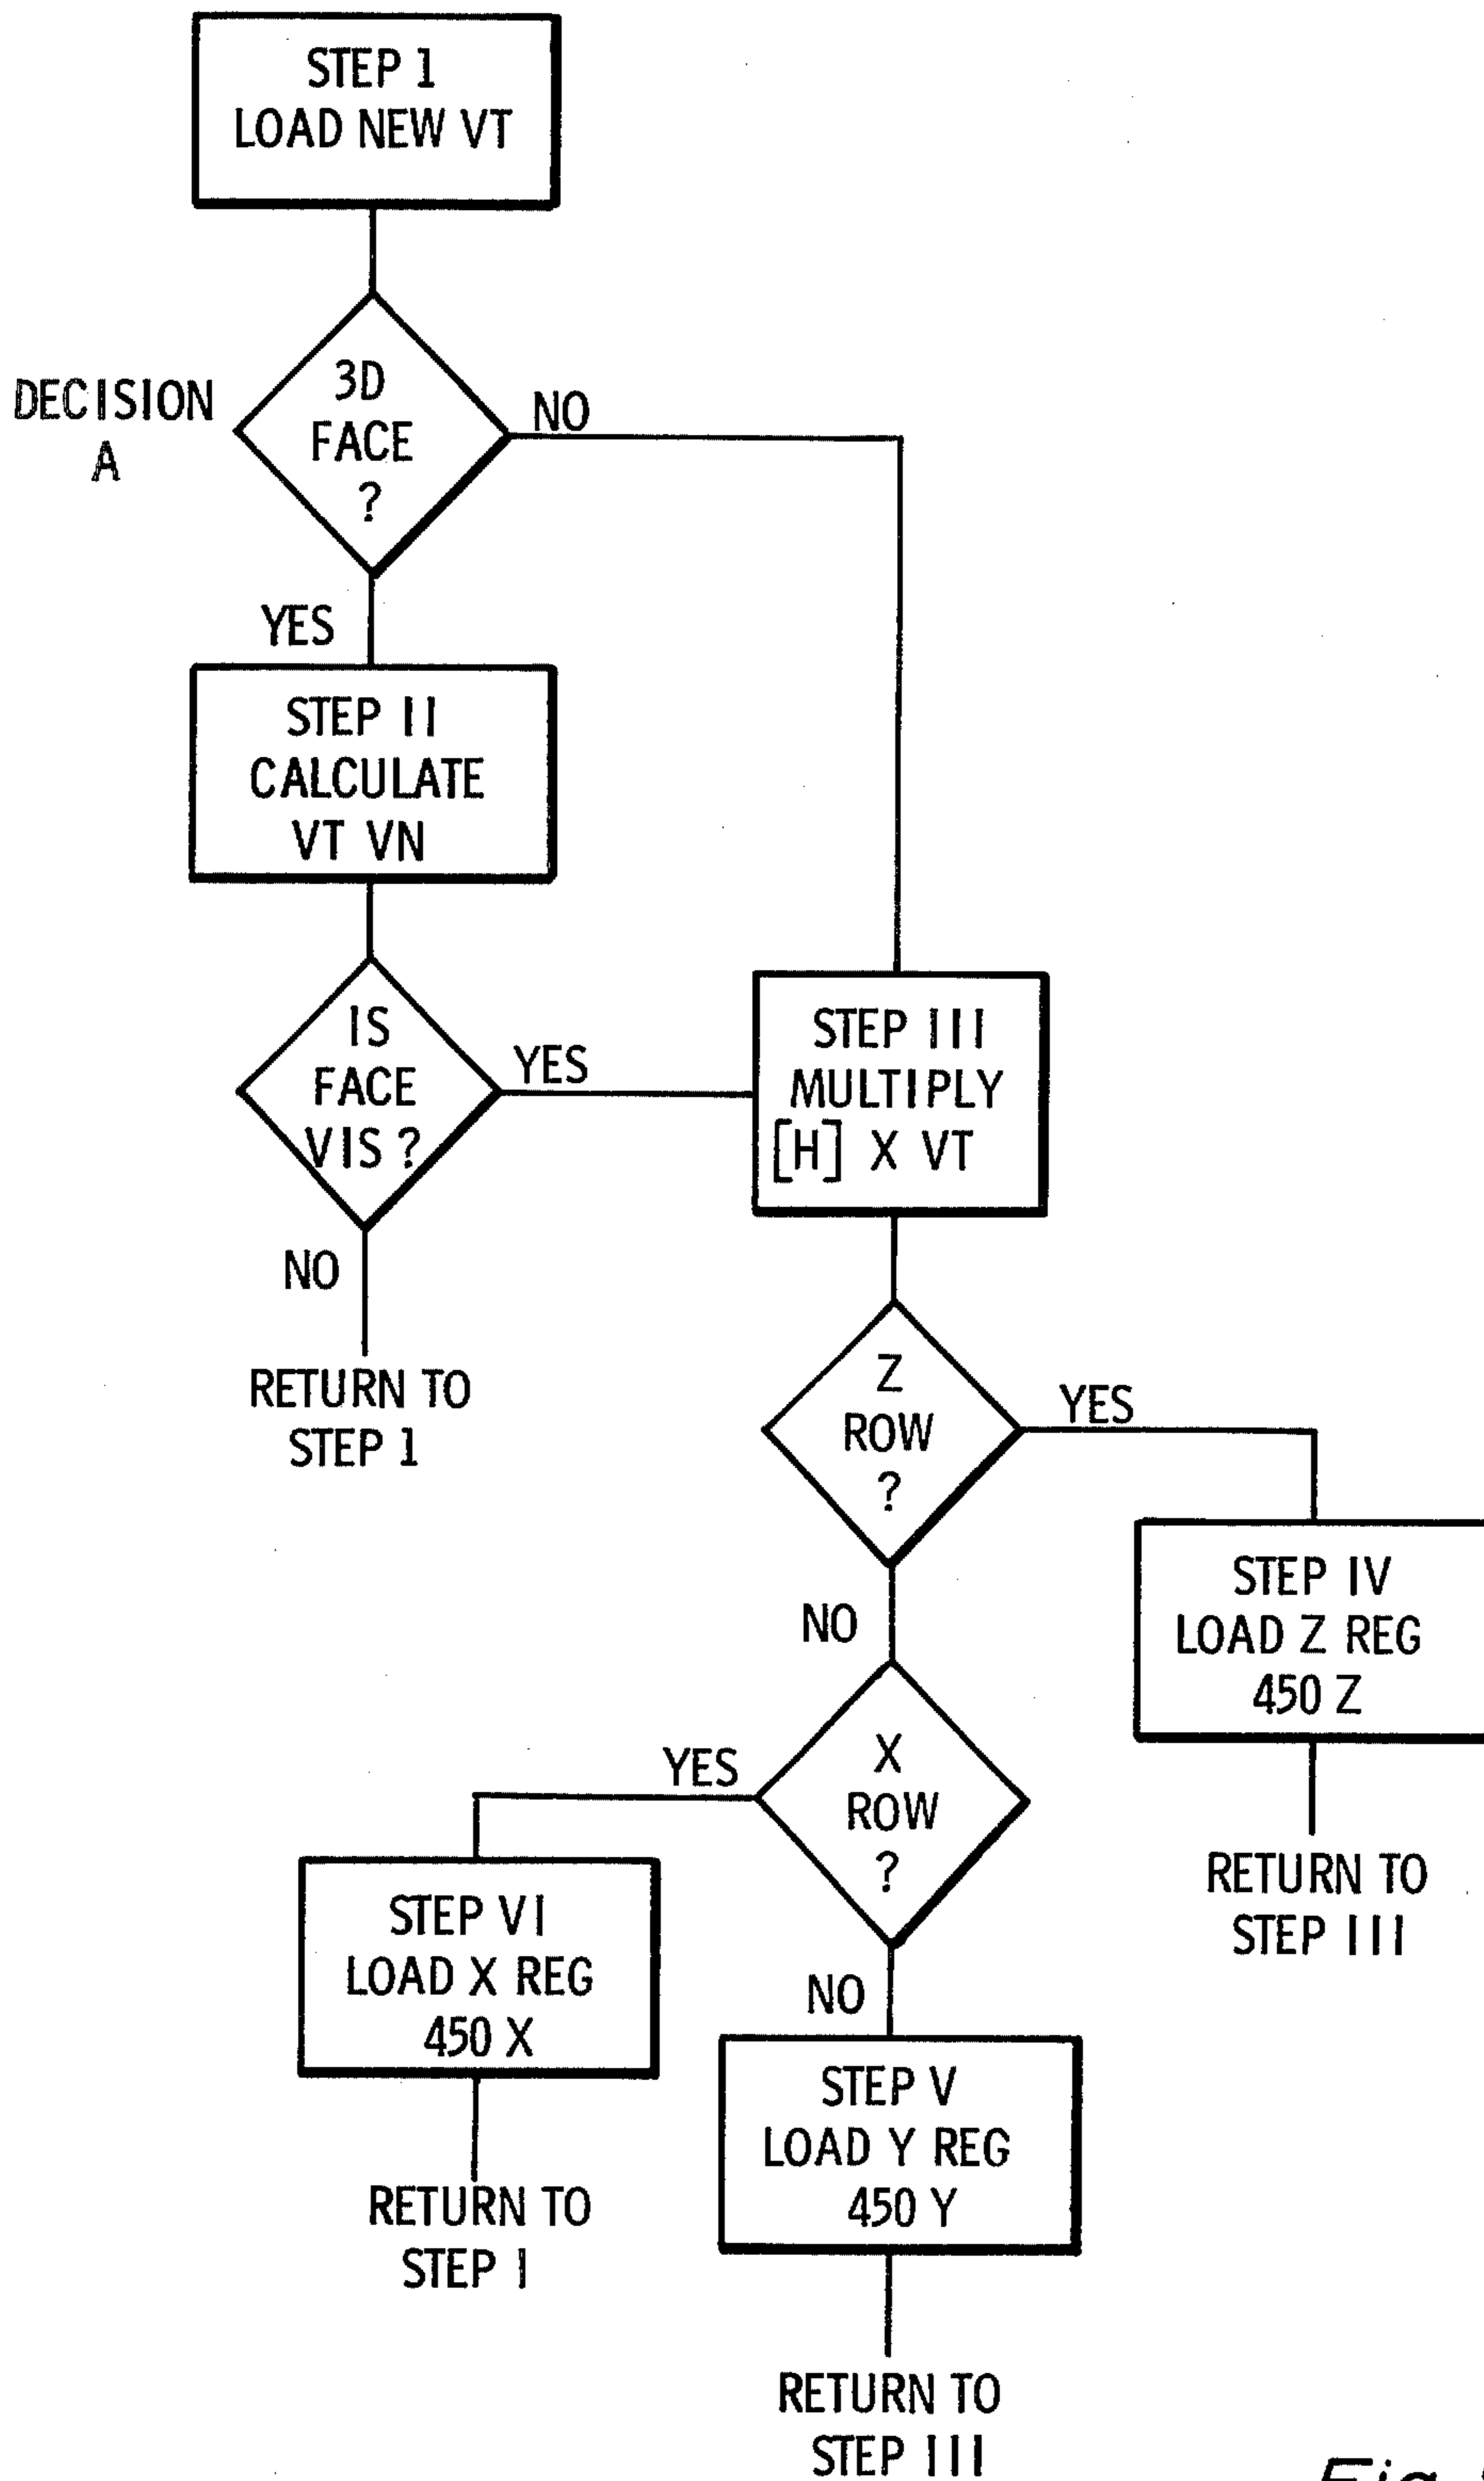 STEP 1
LOAD NEW VT
DECISION
A
3D
FACE
?
NO
YES
STEP II
CALCULATE
VT VN
IS
FACE
VIS ?
YES
NO
RETURN TO
STEP 1
STEP III
MULTIPLY
[H] X VT
Z
ROW
?
YES
NO
STEP IV
LOAD Z REG
450 Z
RETURN TO
STEP III
X
ROW
?
YES
NO
STEP VI
LOAD X REG
450 X
RETURN TO
STEP I
STEP V
LOAD Y REG
450 Y
RETURN TO
STEP III